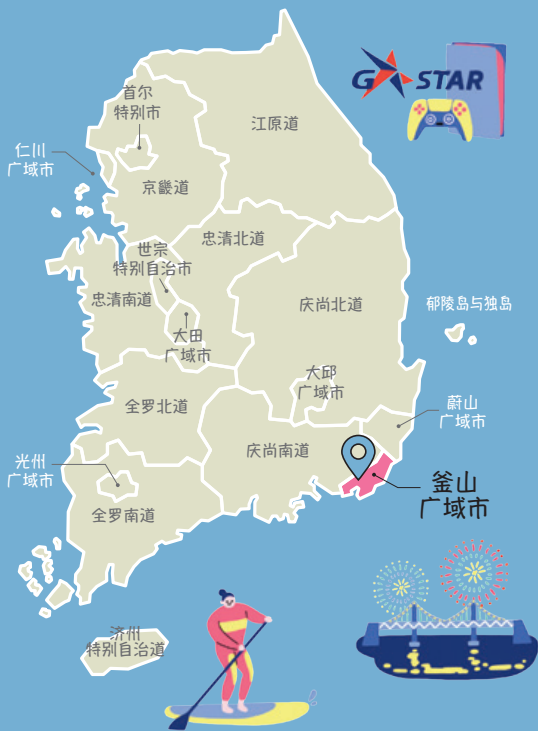 G★STAR
首尔
特别市
江原道
仁川
广域市
京畿道
忠清北道
世宗
特别自治市
忠清南道
庆尚北道
郁陵岛与独岛
大田
广域市
大邱
广域市
全罗北道
蔚山
广域市
庆尚南道
光州
广域市
釜山
广域市
全罗南道
济州
特别自治道